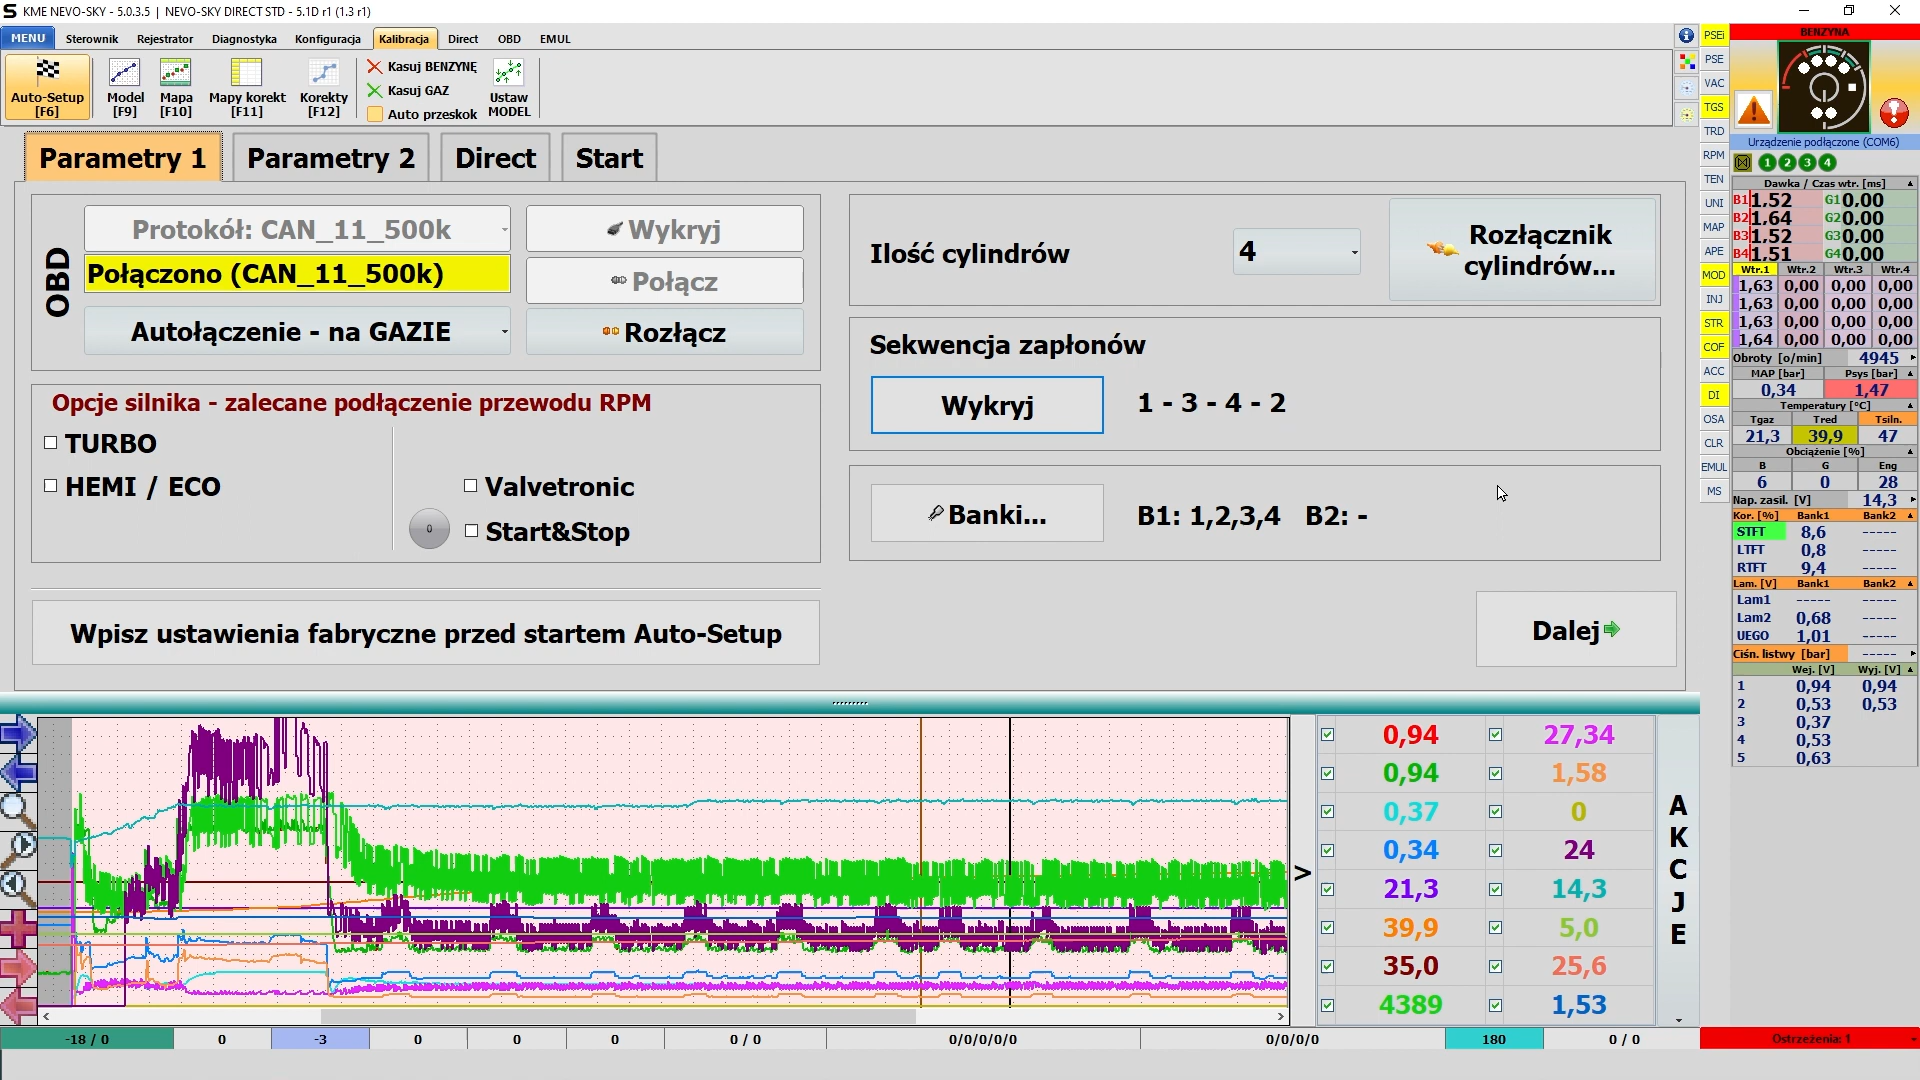 KME NEVO-SKY - 5.0.3.5 | NEVO-SKY DIRECT STD - 5.1D r1 (1.3 r1)
MENU Sterownik Rejestrator Diagnostyka Konfiguracja Kalibracja Direct OBD EMUL
Auto-Setup [F6]
Model [F9]
Mapa [F10]
Mapy korekt [F11]
Korekty [F12]
Kasuj BENZYNĘ
Kasuj GAZ
Auto przeskok
Ustaw MODEL
Parametry 1 Parametry 2 Direct Start
OBD
Protokół: CAN_11_500k
Wykryj
Połączono (CAN_11_500k)
Połącz
Autołączenie - na GAZIE
Rozłącz
Opcje silnika - zalecane podłączenie przewodu RPM
TURBO
HEMI / ECO
Valvetronic
0
Start&Stop
Wpisz ustawienia fabryczne przed startem Auto-Setup
Ilość cylindrów
4
Rozłącznik cylindrów...
Sekwencja zapłonów
Wykryj
1 - 3 - 4 - 2
Banki...
B1: 1,2,3,4 B2: -
Dalej
PSEi
PSE
VAC
TGS
TRD
RPM
TEN
UNI
MAP
APE
MOD
INJ
STR
COF
ACC
DI
OSA
CLR
EMUL
MS
BENZYNA
Urządzenie podłączone (COM6)
1 2 3 4
Dawka / Czas wtr. [ms]
B1 1,52 G1 0,00
B2 1,64 G2 0,00
B3 1,52 G3 0,00
B4 1,51 G4 0,00
Wtr.1 Wtr.2 Wtr.3 Wtr.4
1,63 0,00 0,00 0,00
1,63 0,00 0,00 0,00
1,63 0,00 0,00 0,00
1,64 0,00 0,00 0,00
Obroty [o/min] 4945
MAP [bar] Psys [bar]
0,34 1,47
Temperatury [°C]
Tgaz Tred Tsiln.
21,3 39,9 47
Obciążenie [%]
B G Eng
6 0 28
Nap. zasil. [V] 14,3
Kor. [%] Bank1 Bank2
STFT 8,6 -----
LTFT 0,8 -----
RTFT 9,4 -----
Lam. [V] Bank1 Bank2
Lam1 ----- -----
Lam2 0,68 -----
UEGO 1,01 -----
Ciśn. listwy [bar] -----
Wej. [V] Wyj. [V]
1 0,94 0,94
2 0,53 0,53
3 0,37
4 0,53
5 0,63
>
0,94 27,34
0,94 1,58
0,37 0
0,34 24
21,3 14,3
39,9 5,0
35,0 25,6
4389 1,53
AKCJE
-18 / 0 0 -3 0 0 0 0 / 0 0/0/0/0/0 0/0/0/0 180 0 / 0
Ostrzeżenia: 1